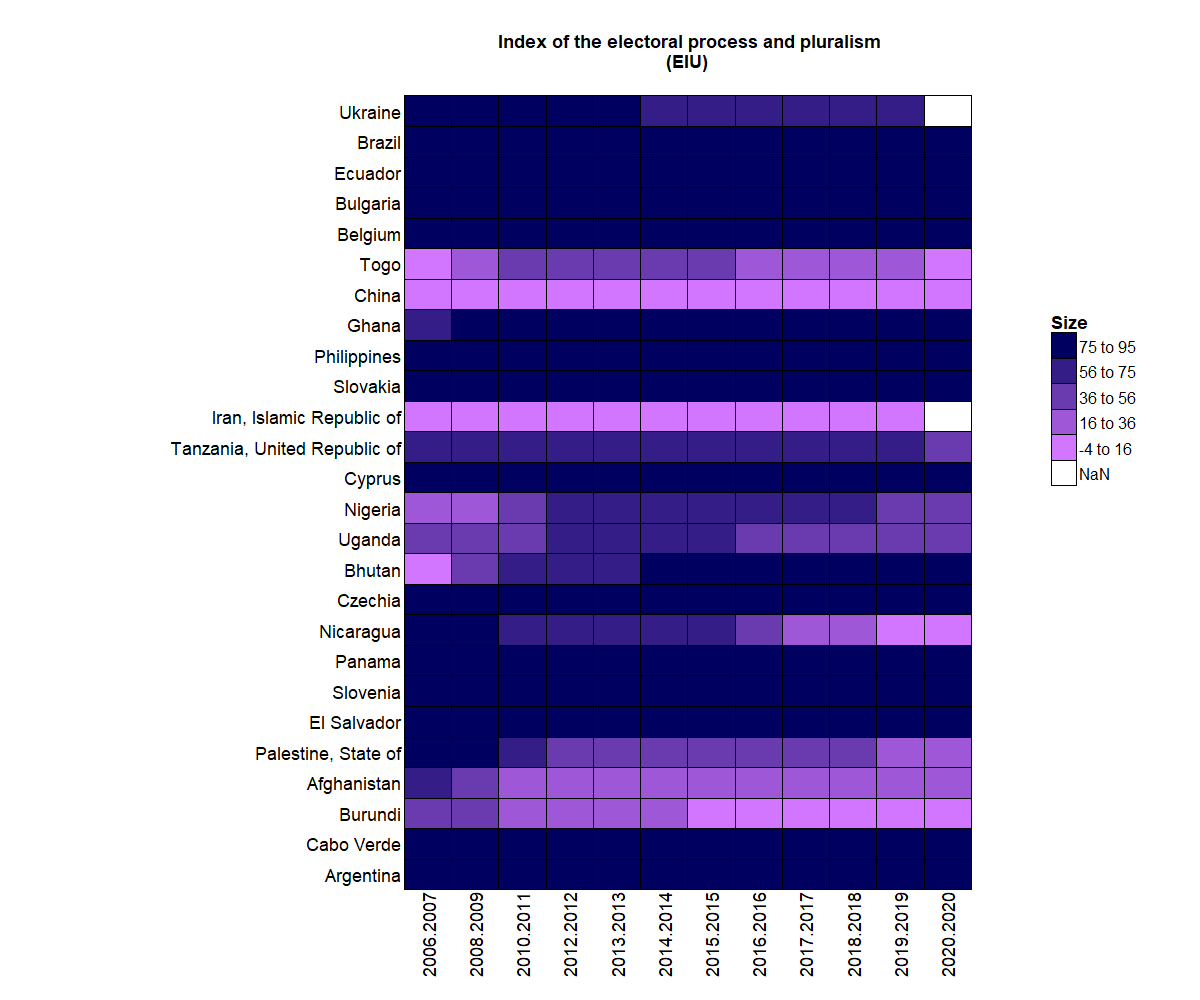 Index of the electoral process and pluralism
(EIU)
Ukraine
Brazil
Ecuador
Bulgaria
Belgium
Togo
China
Ghana
Philippines
Slovakia
Iran, Islamic Republic of
Tanzania, United Republic of
Cyprus
Nigeria
Uganda
Bhutan
Czechia
Nicaragua
Panama
Slovenia
El Salvador
Palestine, State of
Afghanistan
Burundi
Cabo Verde
Argentina
2006.2007
2008.2009
2010.2011
2012.2012
2013.2013
2014.2014
2015.2015
2016.2016
2017.2017
2018.2018
2019.2019
2020.2020
Size
75 to 95
56 to 75
36 to 56
16 to 36
-4 to 16
NaN